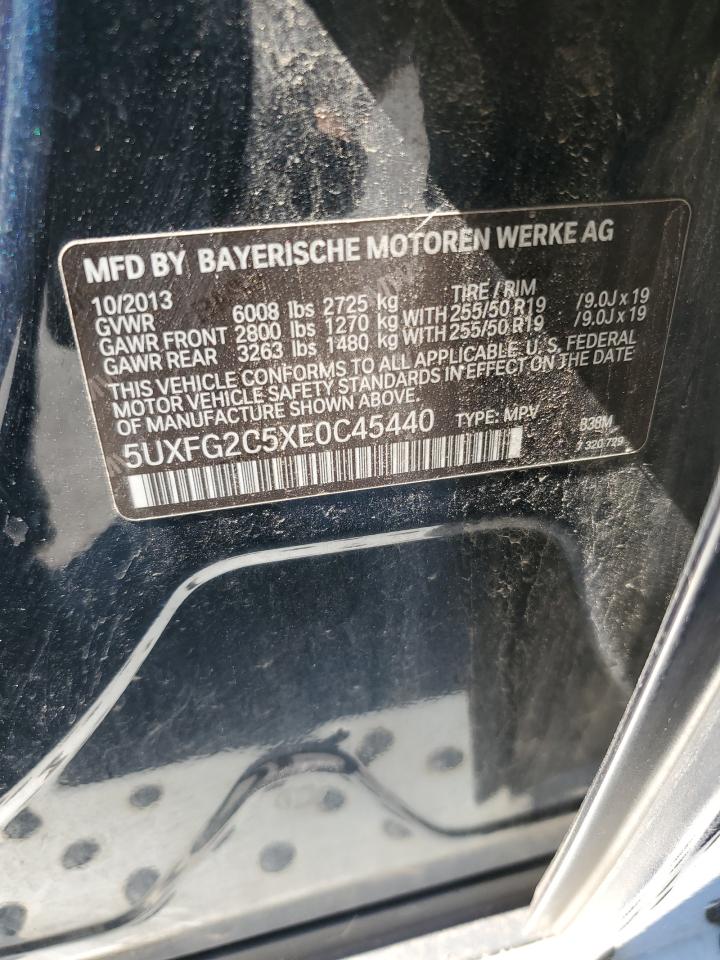 MFD BY BAYERISCHE MOTOREN WERKE AG
10/2013 TIRE / RIM
GVWR 6008 lbs 2725 kg
GAWR FRONT 2800 lbs 1270 kg WITH 255/50 R19 /9.0J x 19
GAWR REAR 3263 lbs 1480 kg WITH 255/50 R19 /9.0J x 19
THIS VEHICLE CONFORMS TO ALL APPLICABLE U.S. FEDERAL
MOTOR VEHICLE SAFETY STANDARDS IN EFFECT ON THE DATE
OF MANUFACTURE SHOWN ABOVE.
5UXFG2C5XE0C45440 TYPE: MPV B38M